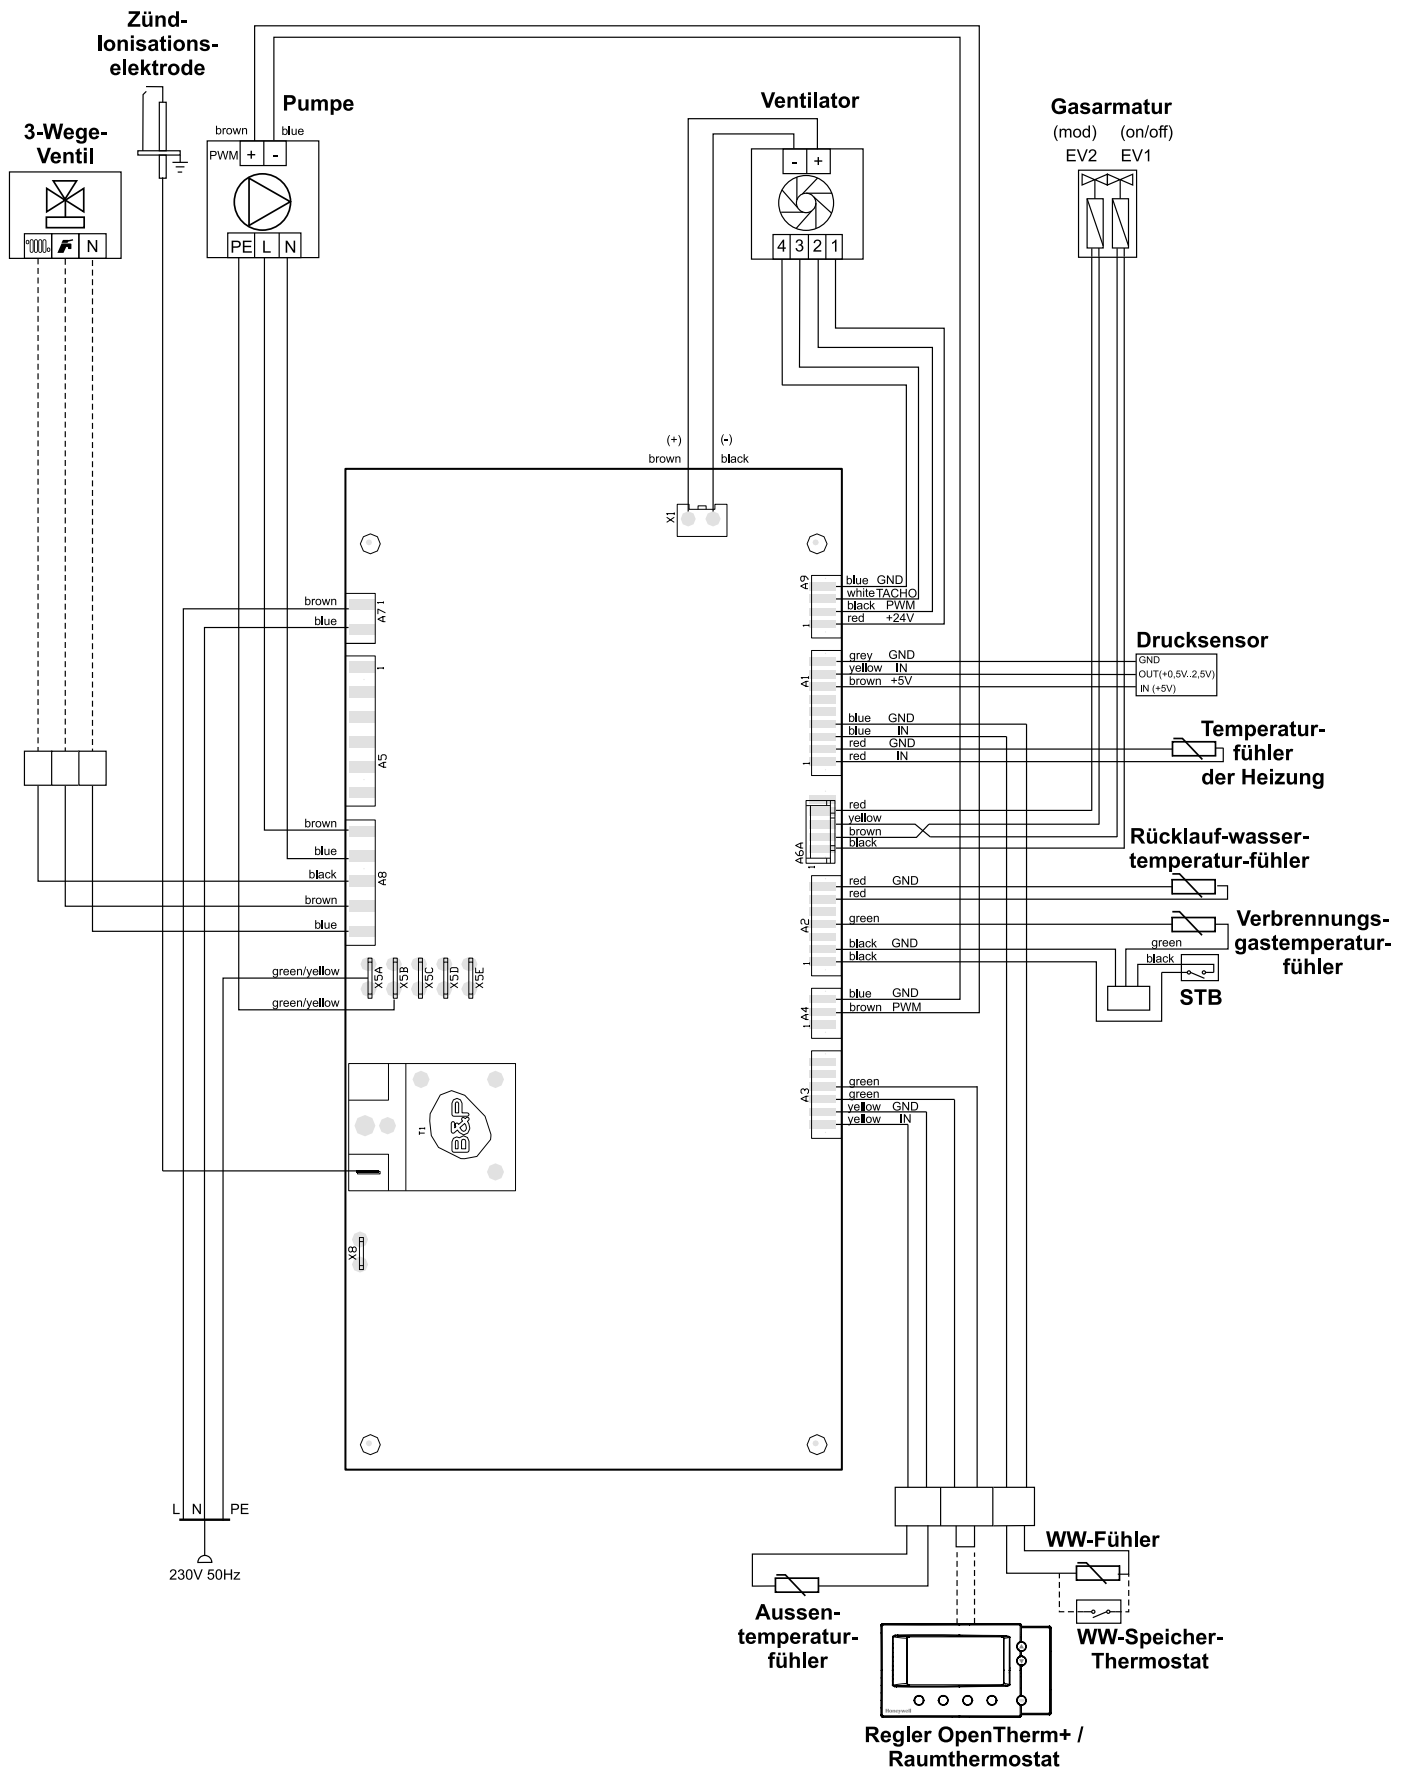 Zünd-
Ionisations-
elektrode
Pumpe
Ventilator
Gasarmatur
(mod) (on/off)
EV2 EV1
3-Wege-
Ventil
brown blue
PWM + -
- +
N
PE L N
4 3 2 1
(+) (-)
brown black
X1
A9
1
blue GND
white TACHO
black PWM
red +24V
brown
blue
A7 1
Drucksensor
GND
OUT(+0,5V..2,5V)
IN (+5V)
A1
1
grey GND
yellow IN
brown +5V
blue GND
blue IN
red GND
red IN
Temperatur-
fühler
der Heizung
1
A5
A6A
1
red
yellow
brown
black
Rücklauf-wasser-
temperatur-fühler
brown
blue
black
brown
blue
A8
A2
1
red GND
red
green
black GND
black
Verbrennungs-
gastemperatur-
fühler
green
black
STB
green/yellow
green/yellow
X5A
X5B
X5C
X5D
X5E
A4
1
blue GND
brown PWM
A3
green
green
yellow GND
yellow IN
T1
B&P
X8
L N PE
230V 50Hz
WW-Fühler
Aussen-
temperatur-
fühler
WW-Speicher-
Thermostat
Honeywell
Regler OpenTherm+ /
Raumthermostat